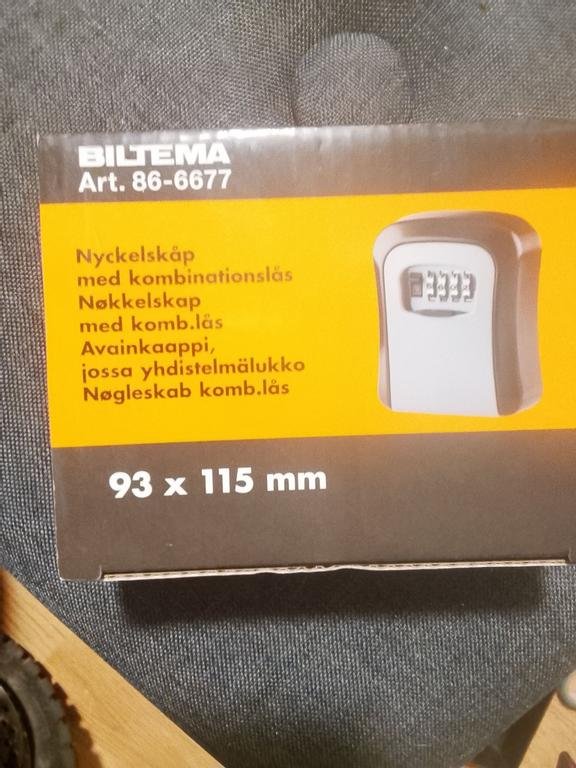 BILTEMA
Art. 86-6677
Nyckelskåp
med kombinationslås
Nøkkelskap
med komb.lås
Avainkaappi,
jossa yhdistelmälukko
Nøgleskab komb.lås
93 x 115 mm